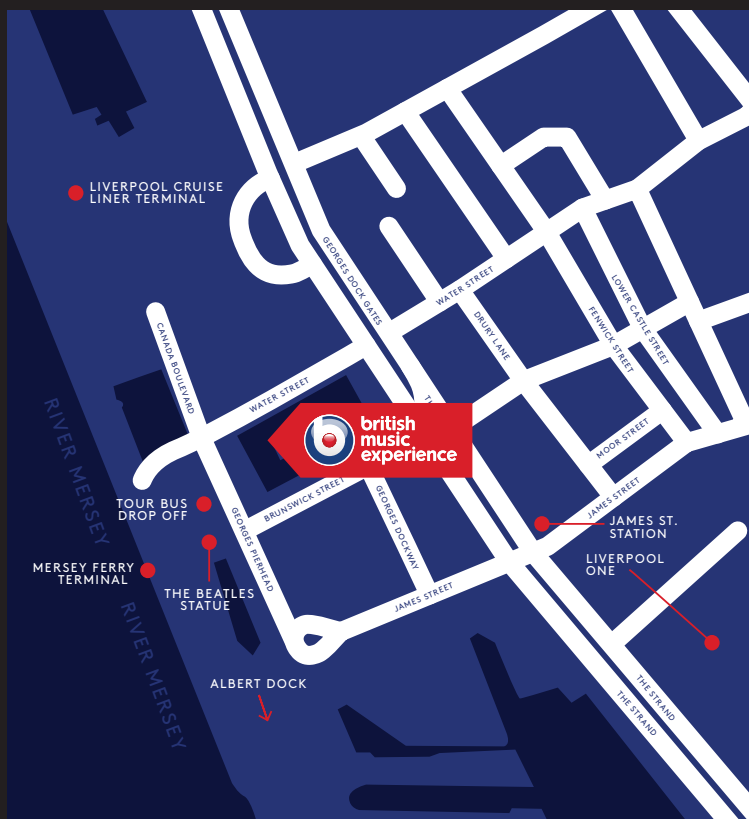 LIVERPOOL CRUISE
LINER TERMINAL
GEORGES DOCK GATES
WATER STREET
LOWER CASTLE STREET
FENWICK STREET
DRURY LANE
CANADA BOULEVARD
WATER STREET
RIVER MERSEY
british
music
experience
MOOR STREET
BRUNSWICK STREET
GEORGES DOCKWAY
JAMES STREET
TOUR BUS
DROP OFF
GEORGES PIERHEAD
JAMES ST.
STATION
MERSEY FERRY
TERMINAL
LIVERPOOL
ONE
THE BEATLES
STATUE
JAMES STREET
RIVER MERSEY
ALBERT DOCK
THE STRAND
THE STRAND